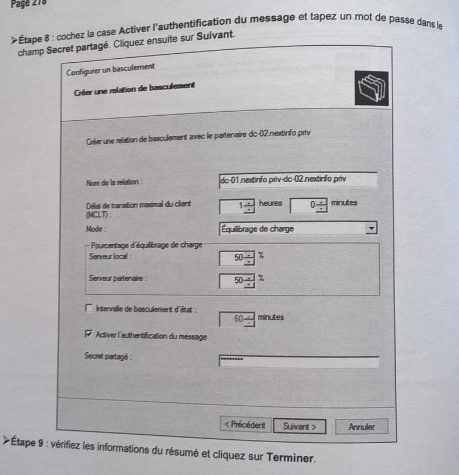 Page 278
➢Étape 8 : cochez la case Activer l'authentification du message et tapez un mot de passe dans le
champ Secret partagé. Cliquez ensuite sur Suivant.
Configurer un basculement
Créer une relation de basculement
Créer une relation de basculement avec le partenaire dc-02.nextinfo.priv
Nom de la relation :
dc-01.nextinfo.priv-dc-02.nextinfo.priv
Délai de transition maximal du client
(MCLT) :
1 heures 0 minutes
Mode :
Équilibrage de charge
Pourcentage d'équilibrage de charge
Serveur local :
50 %
Serveur partenaire :
50 %
Intervalle de basculement d'état :
60 minutes
Activer l'authentification du message
Secret partagé :
********
< Précédent Suivant > Annuler
➢Étape 9 : vérifiez les informations du résumé et cliquez sur Terminer.